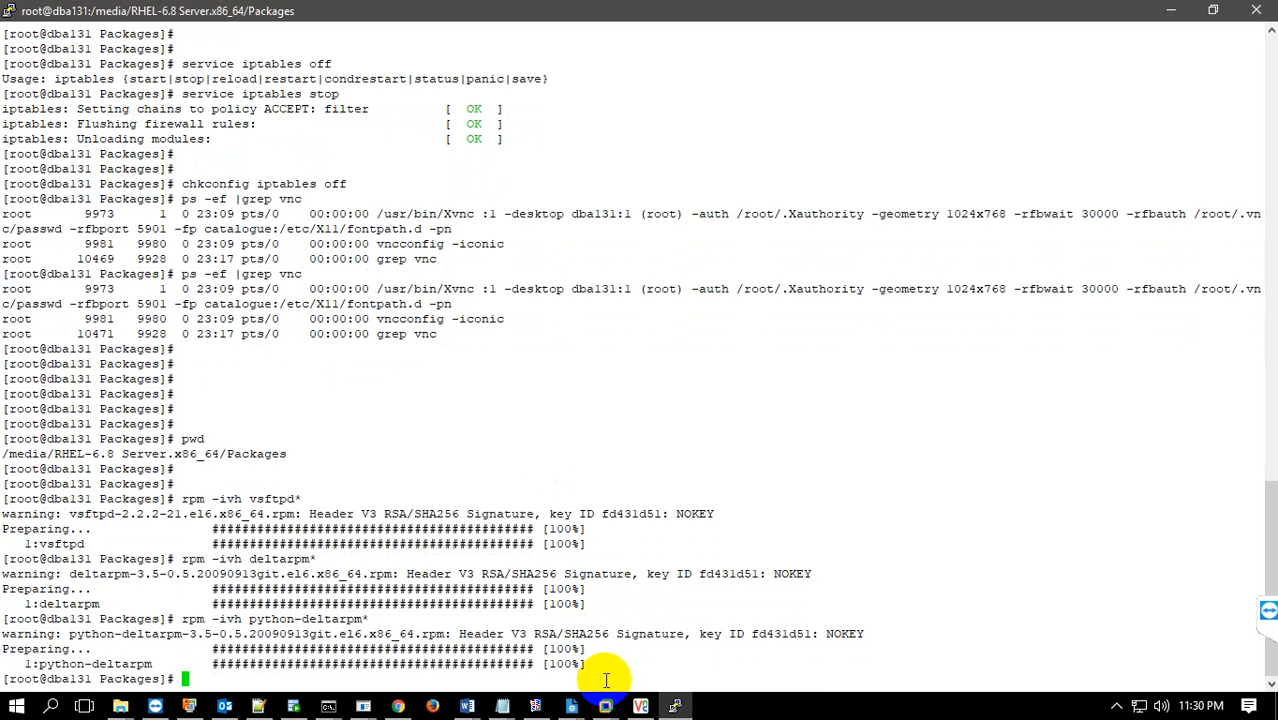 root@dba131:/media/RHEL-6.8 Server.x86_64/Packages
[root@dba131 Packages]#
[root@dba131 Packages]#
[root@dba131 Packages]# service iptables off
Usage: iptables {start|stop|reload|restart|condrestart|status|panic|save}
[root@dba131 Packages]# service iptables stop
iptables: Setting chains to policy ACCEPT: filter          [  OK  ]
iptables: Flushing firewall rules:                         [  OK  ]
iptables: Unloading modules:                               [  OK  ]
[root@dba131 Packages]#
[root@dba131 Packages]#
[root@dba131 Packages]# chkconfig iptables off
[root@dba131 Packages]# ps -ef |grep vnc
root      9973     1  0 23:09 pts/0    00:00:00 /usr/bin/Xvnc :1 -desktop dba131:1 (root) -auth /root/.Xauthority -geometry 1024x768 -rfbwait 30000 -rfbauth /root/.vn
c/passwd -rfbport 5901 -fp catalogue:/etc/X11/fontpath.d -pn
root      9981  9980  0 23:09 pts/0    00:00:00 vncconfig -iconic
root     10469  9928  0 23:17 pts/0    00:00:00 grep vnc
[root@dba131 Packages]# ps -ef |grep vnc
root      9973     1  0 23:09 pts/0    00:00:00 /usr/bin/Xvnc :1 -desktop dba131:1 (root) -auth /root/.Xauthority -geometry 1024x768 -rfbwait 30000 -rfbauth /root/.vn
c/passwd -rfbport 5901 -fp catalogue:/etc/X11/fontpath.d -pn
root      9981  9980  0 23:09 pts/0    00:00:00 vncconfig -iconic
root     10471  9928  0 23:17 pts/0    00:00:00 grep vnc
[root@dba131 Packages]#
[root@dba131 Packages]#
[root@dba131 Packages]#
[root@dba131 Packages]#
[root@dba131 Packages]#
[root@dba131 Packages]#
[root@dba131 Packages]# pwd
/media/RHEL-6.8 Server.x86_64/Packages
[root@dba131 Packages]#
[root@dba131 Packages]#
[root@dba131 Packages]# rpm -ivh vsftpd*
warning: vsftpd-2.2.2-21.el6.x86_64.rpm: Header V3 RSA/SHA256 Signature, key ID fd431d51: NOKEY
Preparing...                ########################################### [100%]
   1:vsftpd                 ########################################### [100%]
[root@dba131 Packages]# rpm -ivh deltarpm*
warning: deltarpm-3.5-0.5.20090913git.el6.x86_64.rpm: Header V3 RSA/SHA256 Signature, key ID fd431d51: NOKEY
Preparing...                ########################################### [100%]
   1:deltarpm               ########################################### [100%]
[root@dba131 Packages]# rpm -ivh python-deltarpm*
warning: python-deltarpm-3.5-0.5.20090913git.el6.x86_64.rpm: Header V3 RSA/SHA256 Signature, key ID fd431d51: NOKEY
Preparing...                ########################################### [100%]
   1:python-deltarpm        ########################################### [100%]
[root@dba131 Packages]#
11:30 PM